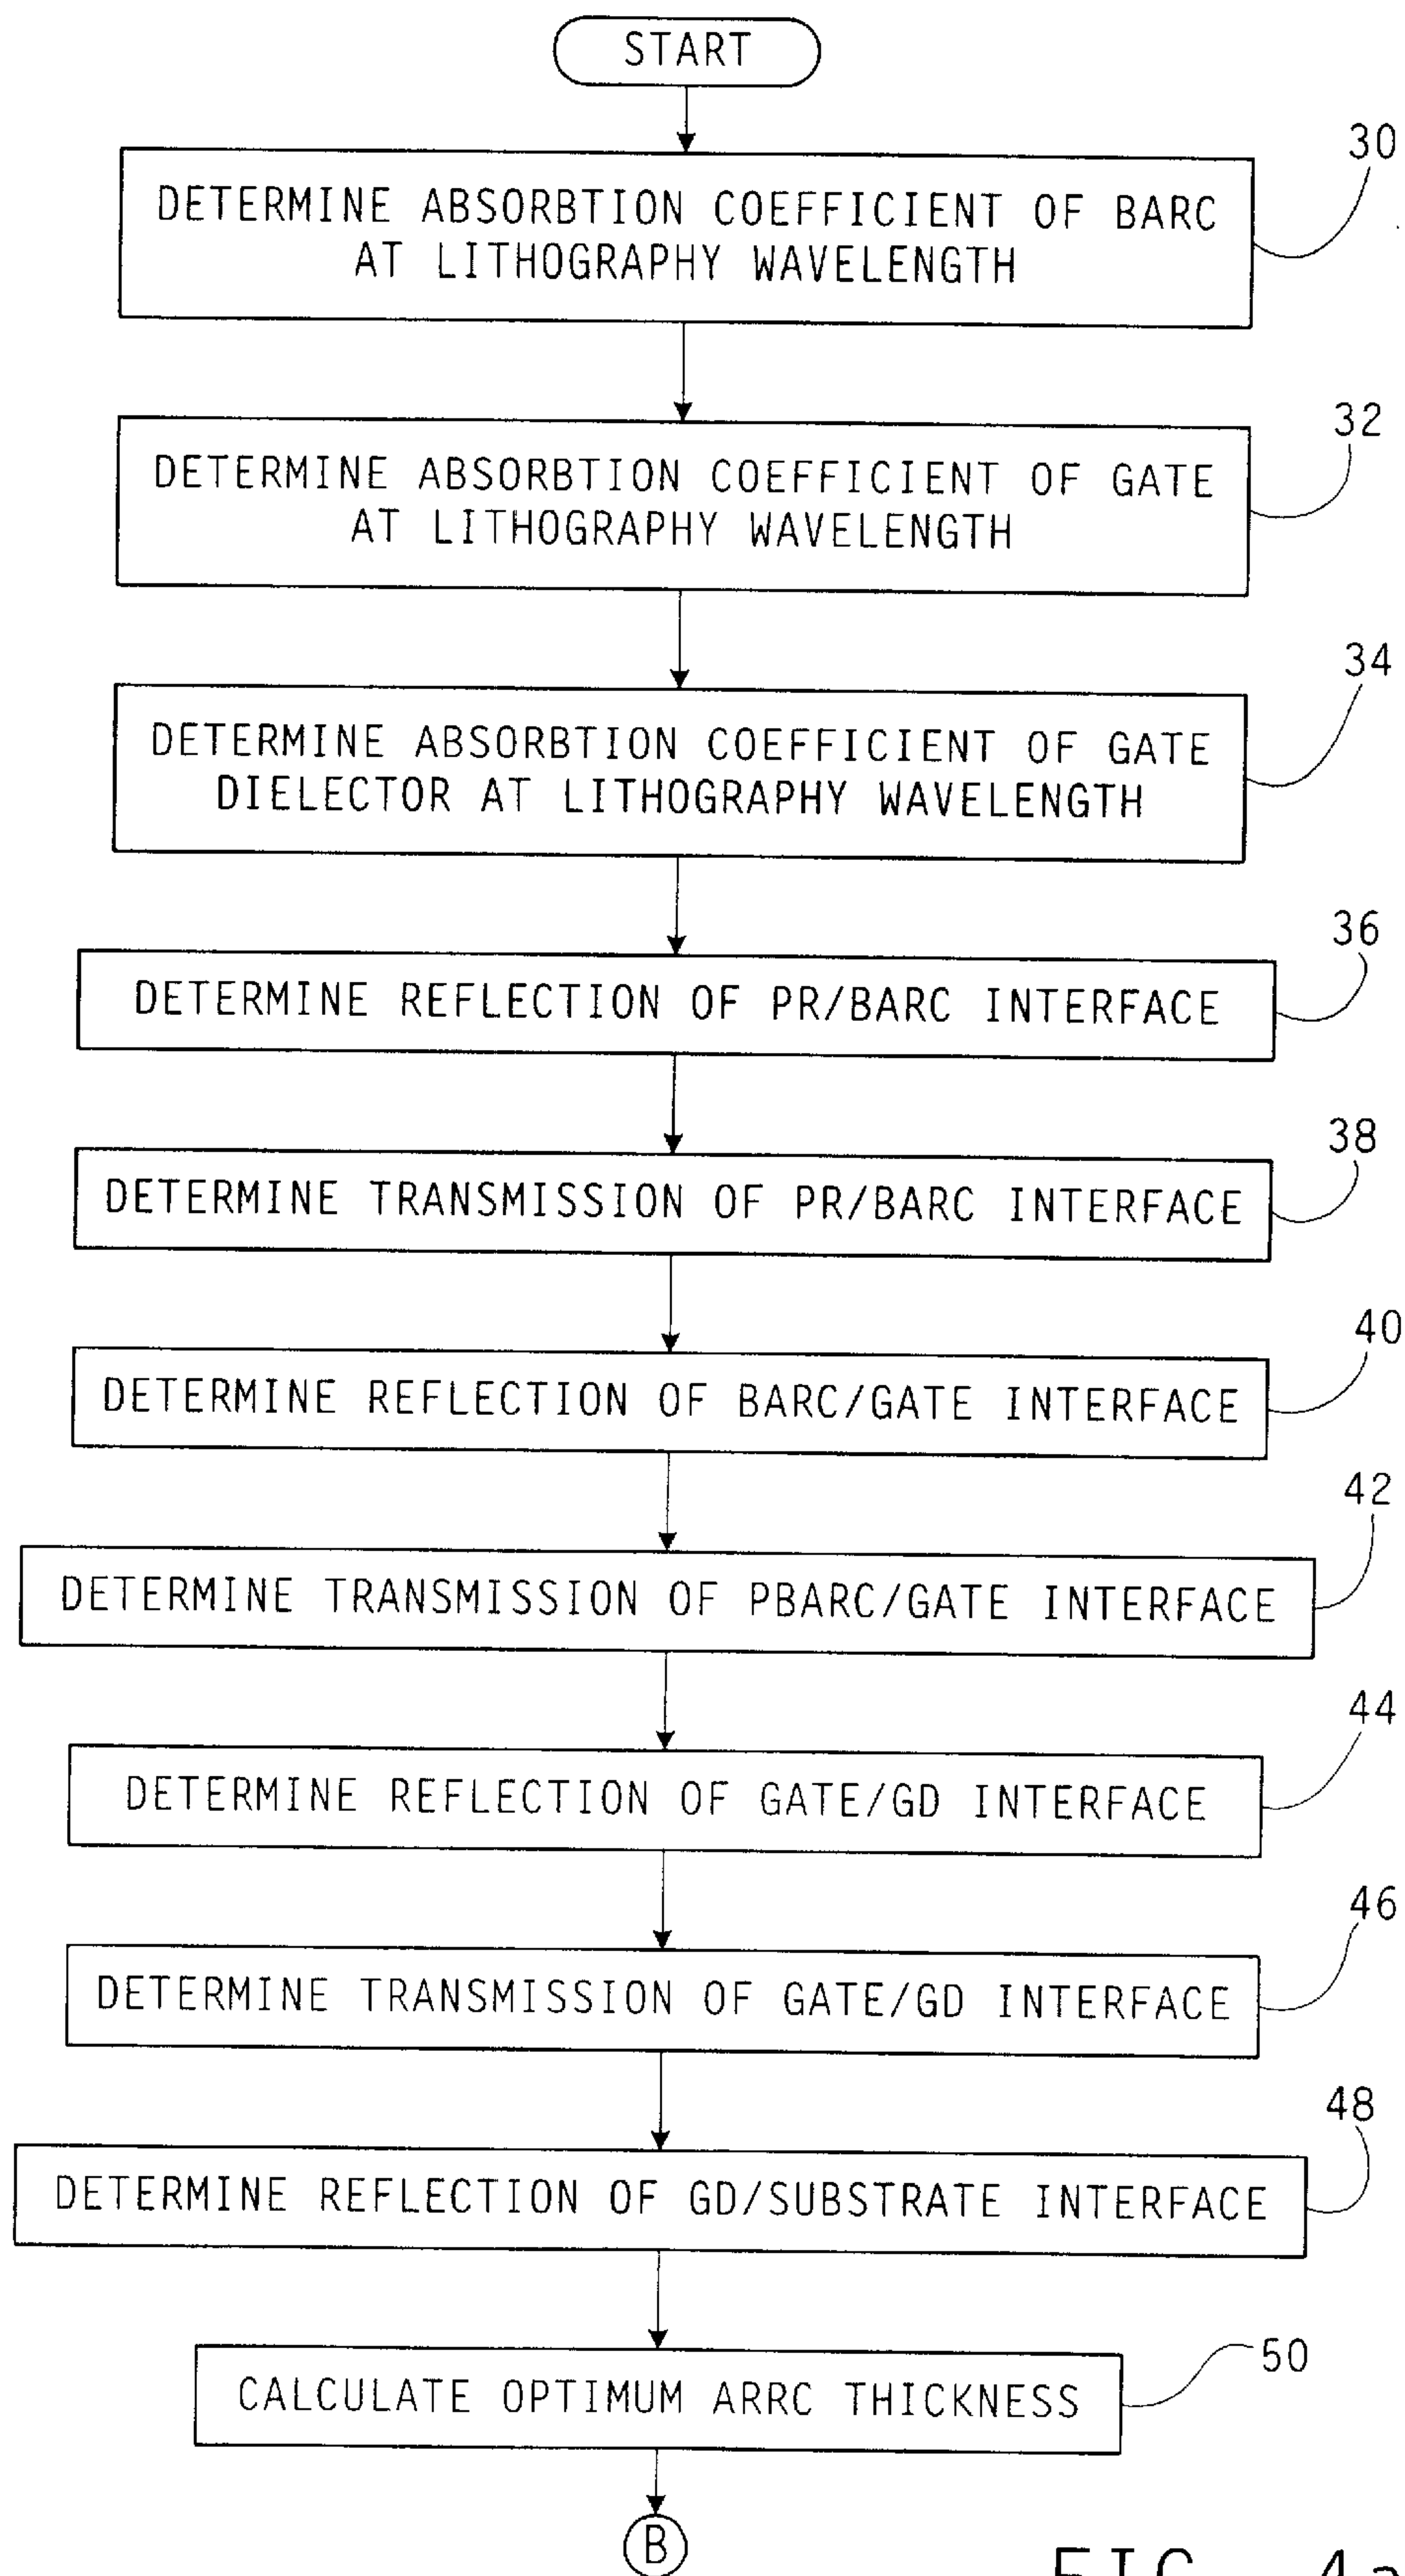 START
30
DETERMINE ABSORBTION COEFFICIENT OF BARC
AT LITHOGRAPHY WAVELENGTH
32
DETERMINE ABSORBTION COEFFICIENT OF GATE
AT LITHOGRAPHY WAVELENGTH
34
DETERMINE ABSORBTION COEFFICIENT OF GATE
DIELECTOR AT LITHOGRAPHY WAVELENGTH
36
DETERMINE REFLECTION OF PR/BARC INTERFACE
38
DETERMINE TRANSMISSION OF PR/BARC INTERFACE
40
DETERMINE REFLECTION OF BARC/GATE INTERFACE
42
DETERMINE TRANSMISSION OF PBARC/GATE INTERFACE
44
DETERMINE REFLECTION OF GATE/GD INTERFACE
46
DETERMINE TRANSMISSION OF GATE/GD INTERFACE
48
DETERMINE REFLECTION OF GD/SUBSTRATE INTERFACE
50
CALCULATE OPTIMUM ARRC THICKNESS
B
FIG. 4a